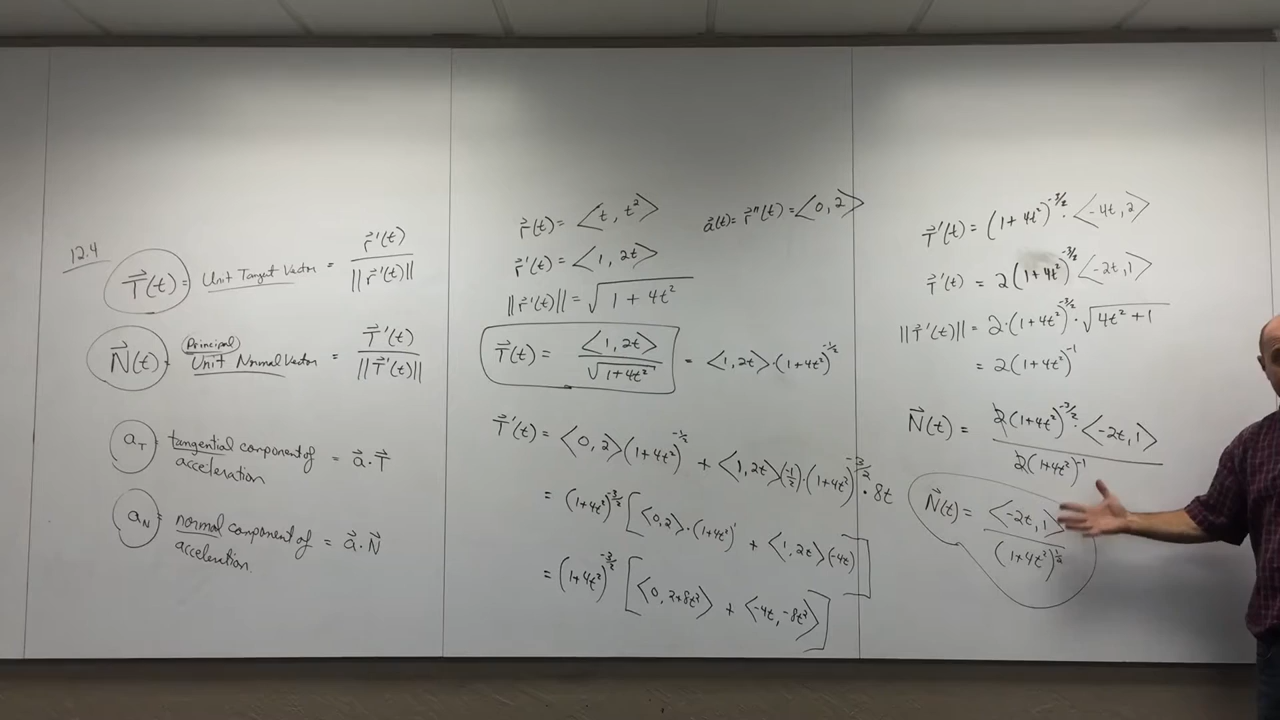 12.4
T⃗(t) = Unit Tangent Vector = r⃗'(t) / ||r⃗'(t)||
N⃗(t) = (Principal) Unit Normal Vector = T⃗'(t) / ||T⃗'(t)||
a_T = tangential component of
acceleration = a⃗·T⃗
a_N = normal component of
acceleration. = a⃗·N⃗
r⃗(t) = <t, t²>
a⃗(t) = r⃗''(t) = <0, 2>
r⃗'(t) = <1, 2t>
||r⃗'(t)|| = √(1+4t²)
T⃗(t) = <1, 2t> / √(1+4t²) = <1, 2t>·(1+4t²)^(-1/2)
T⃗'(t) = <0, 2>(1+4t²)^(-1/2) + <1, 2t>(-1/2)·(1+4t²)^(-3/2)·8t
= (1+4t²)^(-3/2) [<0, 2>·(1+4t²)^1 + <1, 2t>(-4t)]
= (1+4t²)^(-3/2) [<0, 2+8t²> + <-4t, -8t²>]
T⃗'(t) = (1+4t²)^(-3/2)·<-4t, 2>
T⃗'(t) = 2(1+4t²)^(-3/2)<-2t, 1>
||T⃗'(t)|| = 2·(1+4t²)^(-3/2)·√(4t²+1)
= 2(1+4t²)^(-1)
N⃗(t) = 2(1+4t²)^(-3/2)·<-2t, 1> / 2(1+4t²)^(-1)
N⃗(t) = <-2t, 1> / (1+4t²)^(1/2)